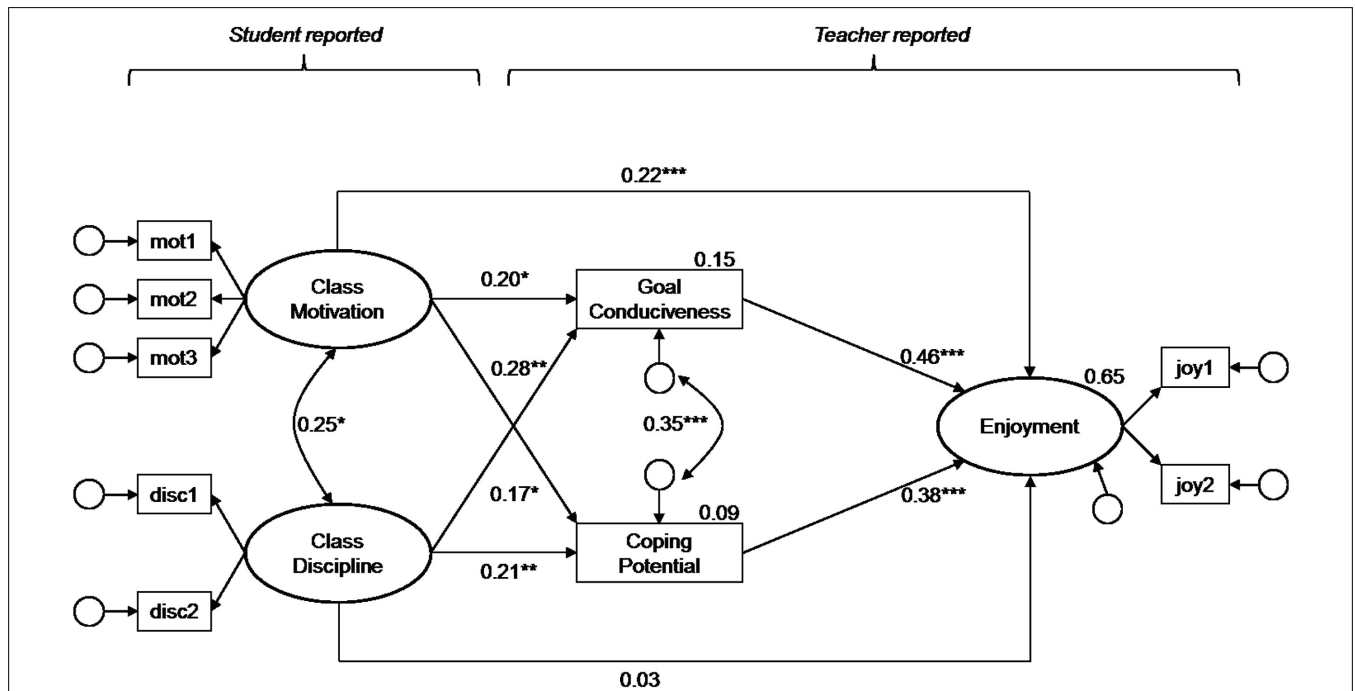 Student reported
Teacher reported
0.22***
mot1
mot2
mot3
Class
Motivation
0.20*
0.15
Goal
Conduciveness
0.28**
0.46***
0.25*
0.35***
0.65
joy1
Enjoyment
joy2
disc1
disc2
0.17*
0.38***
Class
Discipline
0.21**
0.09
Coping
Potential
0.03